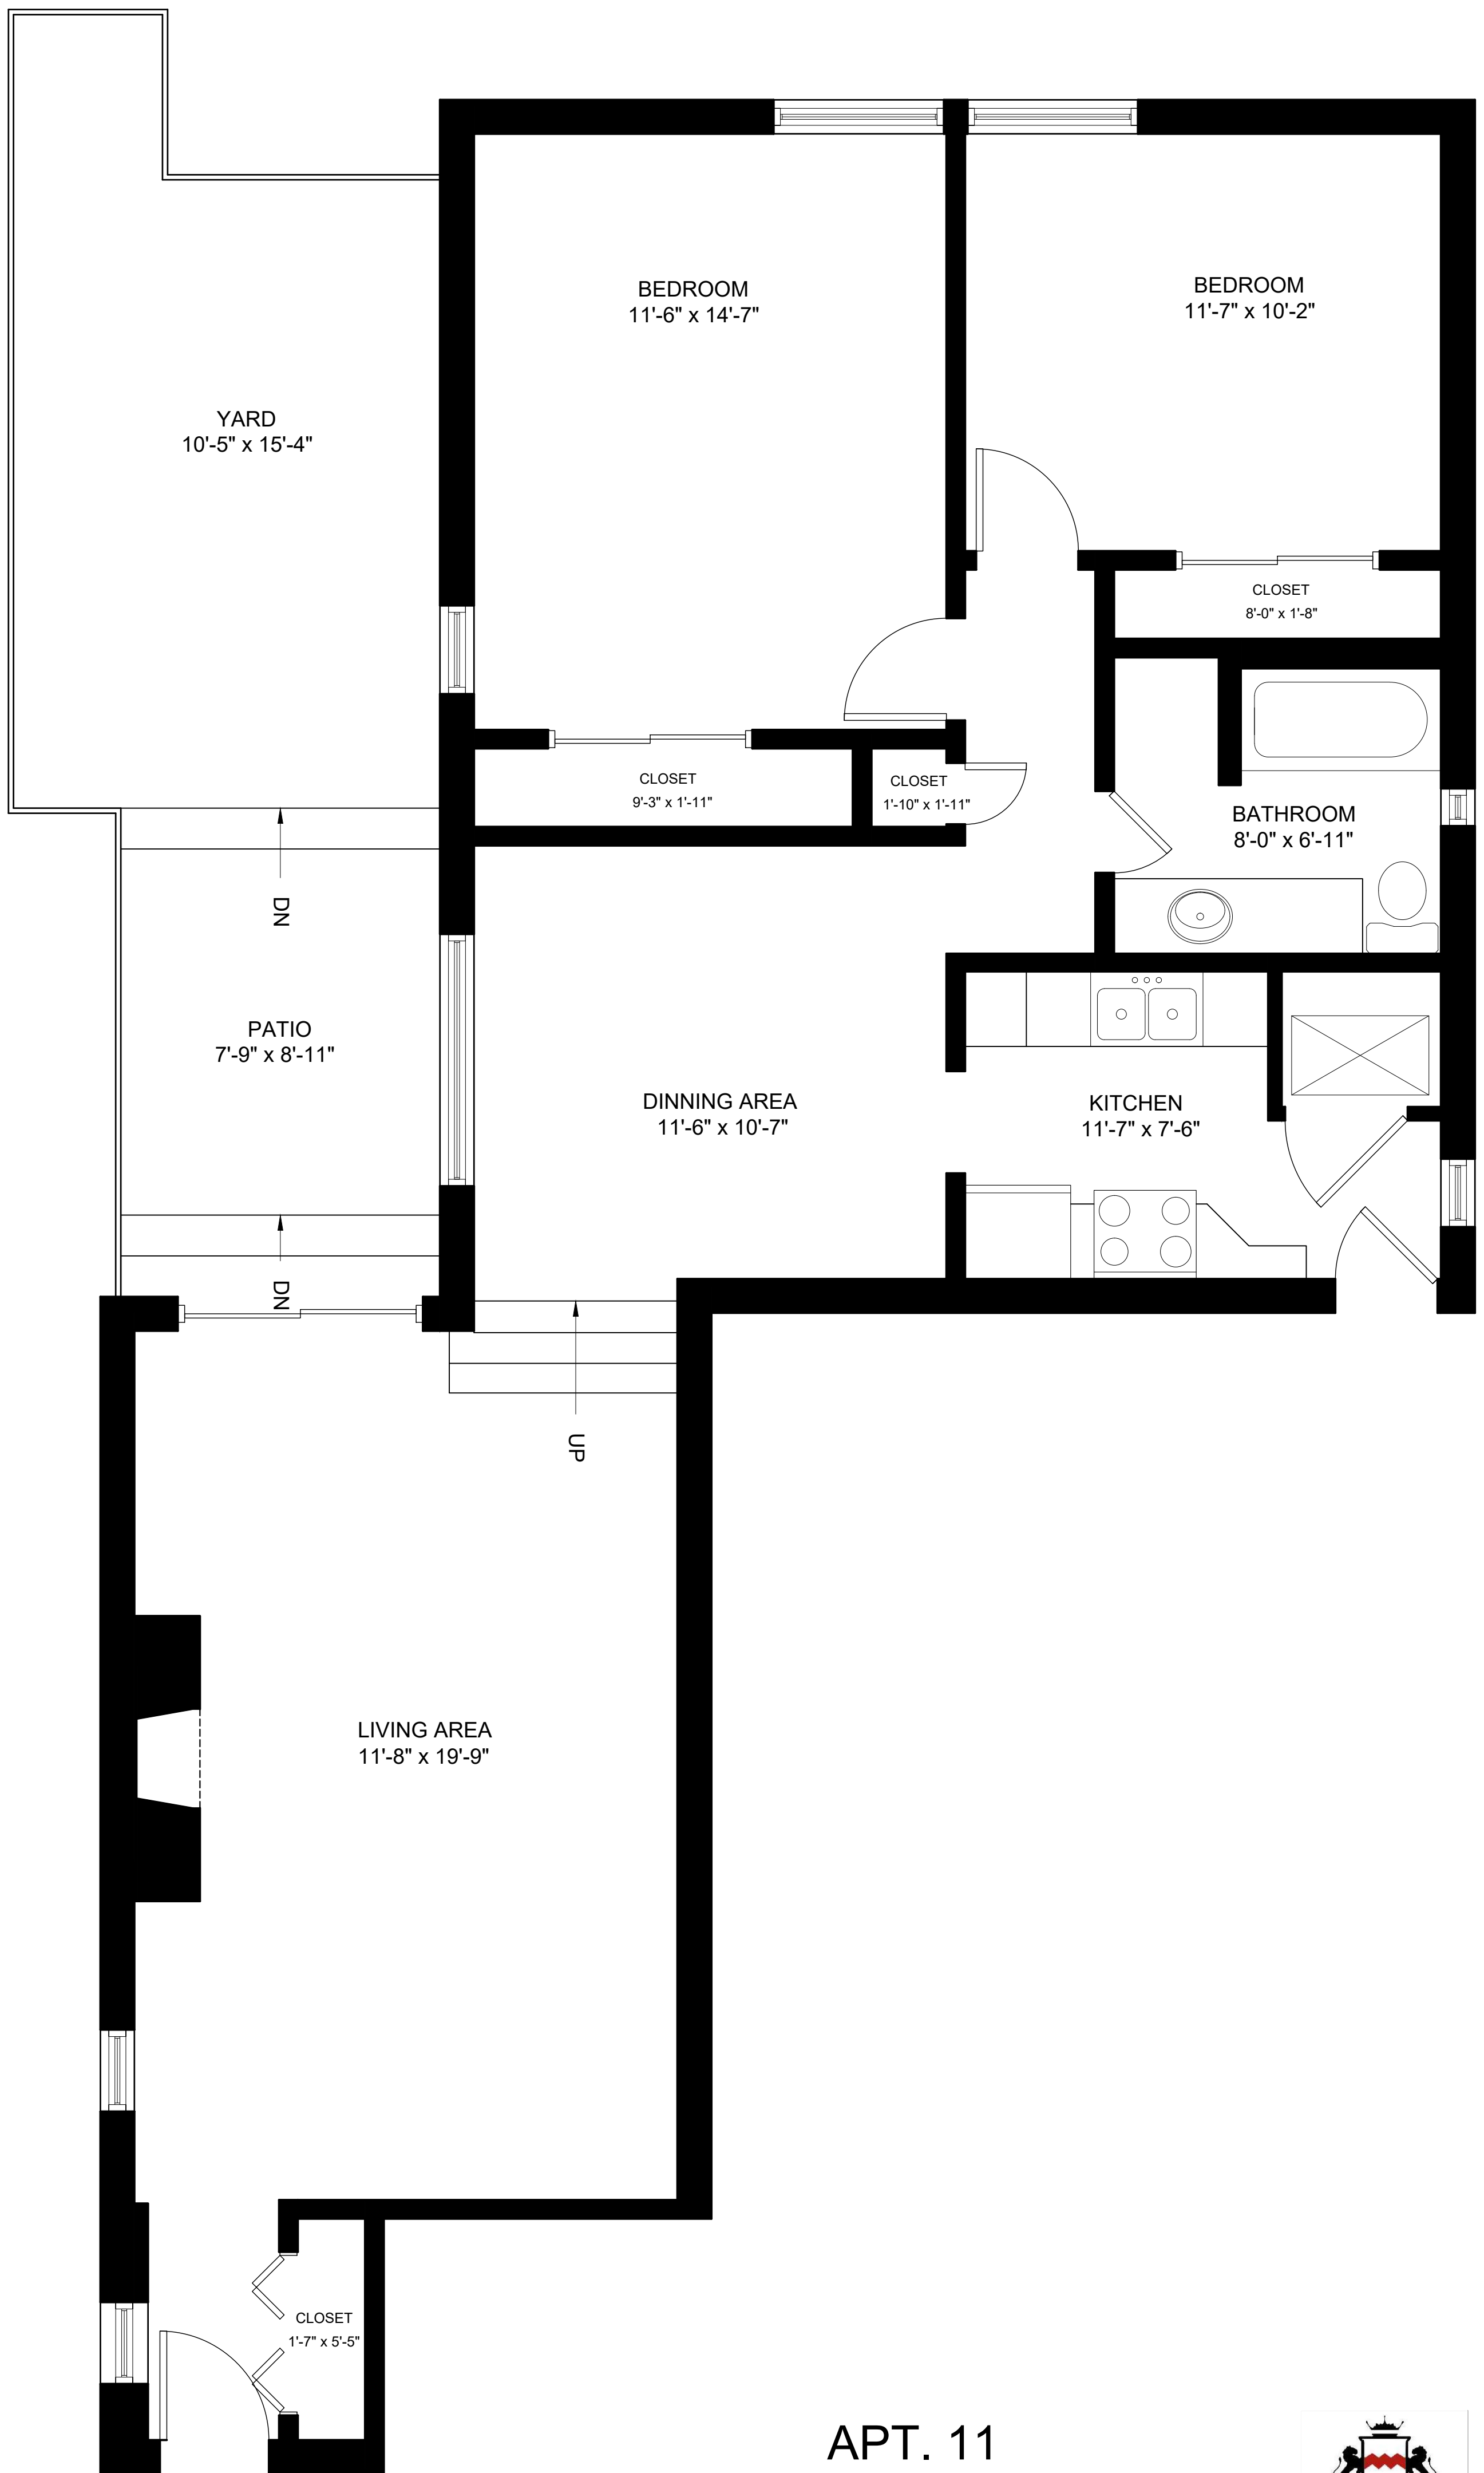 BEDROOM
11'-6" x 14'-7"
BEDROOM
11'-7" x 10'-2"
YARD
10'-5" x 15'-4"
CLOSET
8'-0" x 1'-8"
CLOSET
9'-3" x 1'-11"
CLOSET
1'-10" x 1'-11"
BATHROOM
8'-0" x 6'-11"
DN
PATIO
7'-9" x 8'-11"
DINNING AREA
11'-6" x 10'-7"
KITCHEN
11'-7" x 7'-6"
DN
UP
LIVING AREA
11'-8" x 19'-9"
CLOSET
1'-7" x 5'-5"
APT. 11